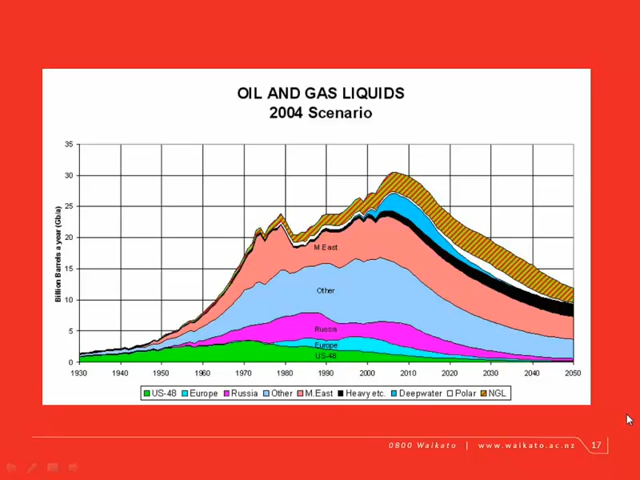 OIL AND GAS LIQUIDS
2004 Scenario
Billion Barrels a year (Gb/a)
35
30
25
20
15
10
5
0
M.East
Other
Russia
Europe
US-48
1930 1940 1950 1960 1970 1980 1990 2000 2010 2020 2030 2040 2050
US-48 Europe Russia Other M.East Heavy etc. Deepwater Polar NGL
0800 Waikato | www.waikato.ac.nz 17